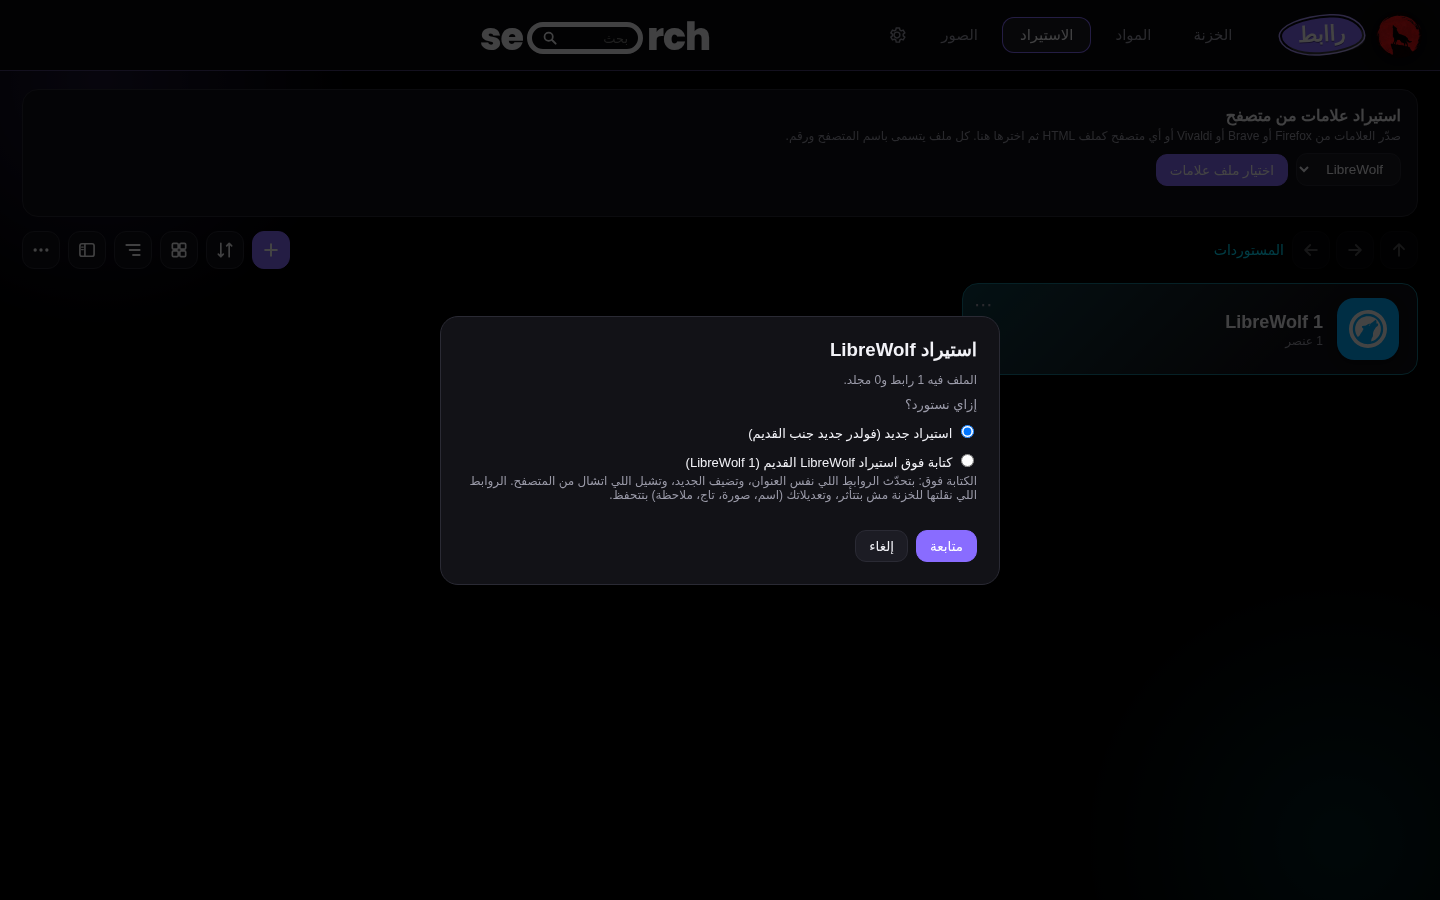 راابط
الخزنة
المواد
الاستيراد
الصور
se بحث rch
استيراد علامات من متصفح
صدّر العلامات من Firefox أو Brave أو Vivaldi أو أي متصفح كملف HTML ثم اخترها هنا. كل ملف يتسمى باسم المتصفح ورقم.
LibreWolf
اختيار ملف علامات
المستوردات
LibreWolf 1
1 عنصر
استيراد LibreWolf
الملف فيه 1 رابط و0 مجلد.
إزاي نستورد؟
استيراد جديد (فولدر جديد جنب القديم)
كتابة فوق استيراد LibreWolf القديم (LibreWolf 1)
الكتابة فوق: بتحدّث الروابط اللي نفس العنوان، وتضيف الجديد، وتشيل اللي اتشال من المتصفح. الروابط
اللي نقلتها للخزنة مش بتتأثر، وتعديلاتك (اسم، صورة، تاج، ملاحظة) بتتحفظ.
متابعة
إلغاء